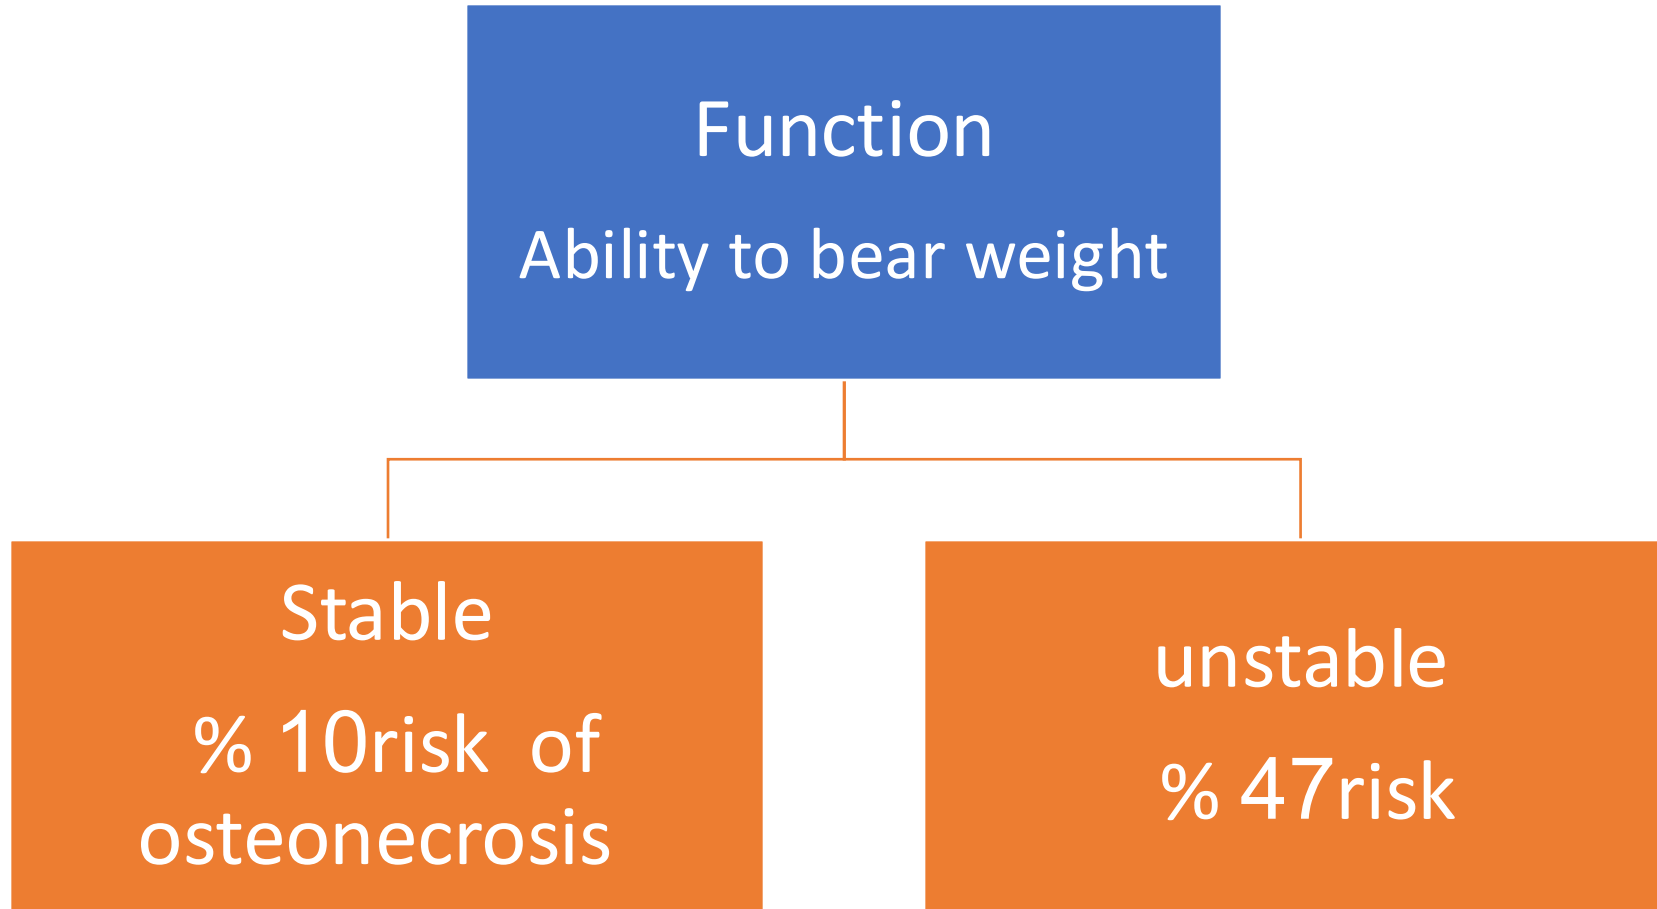 Function
Ability to bear weight
Stable
% 10risk of
osteonecrosis
unstable
% 47risk